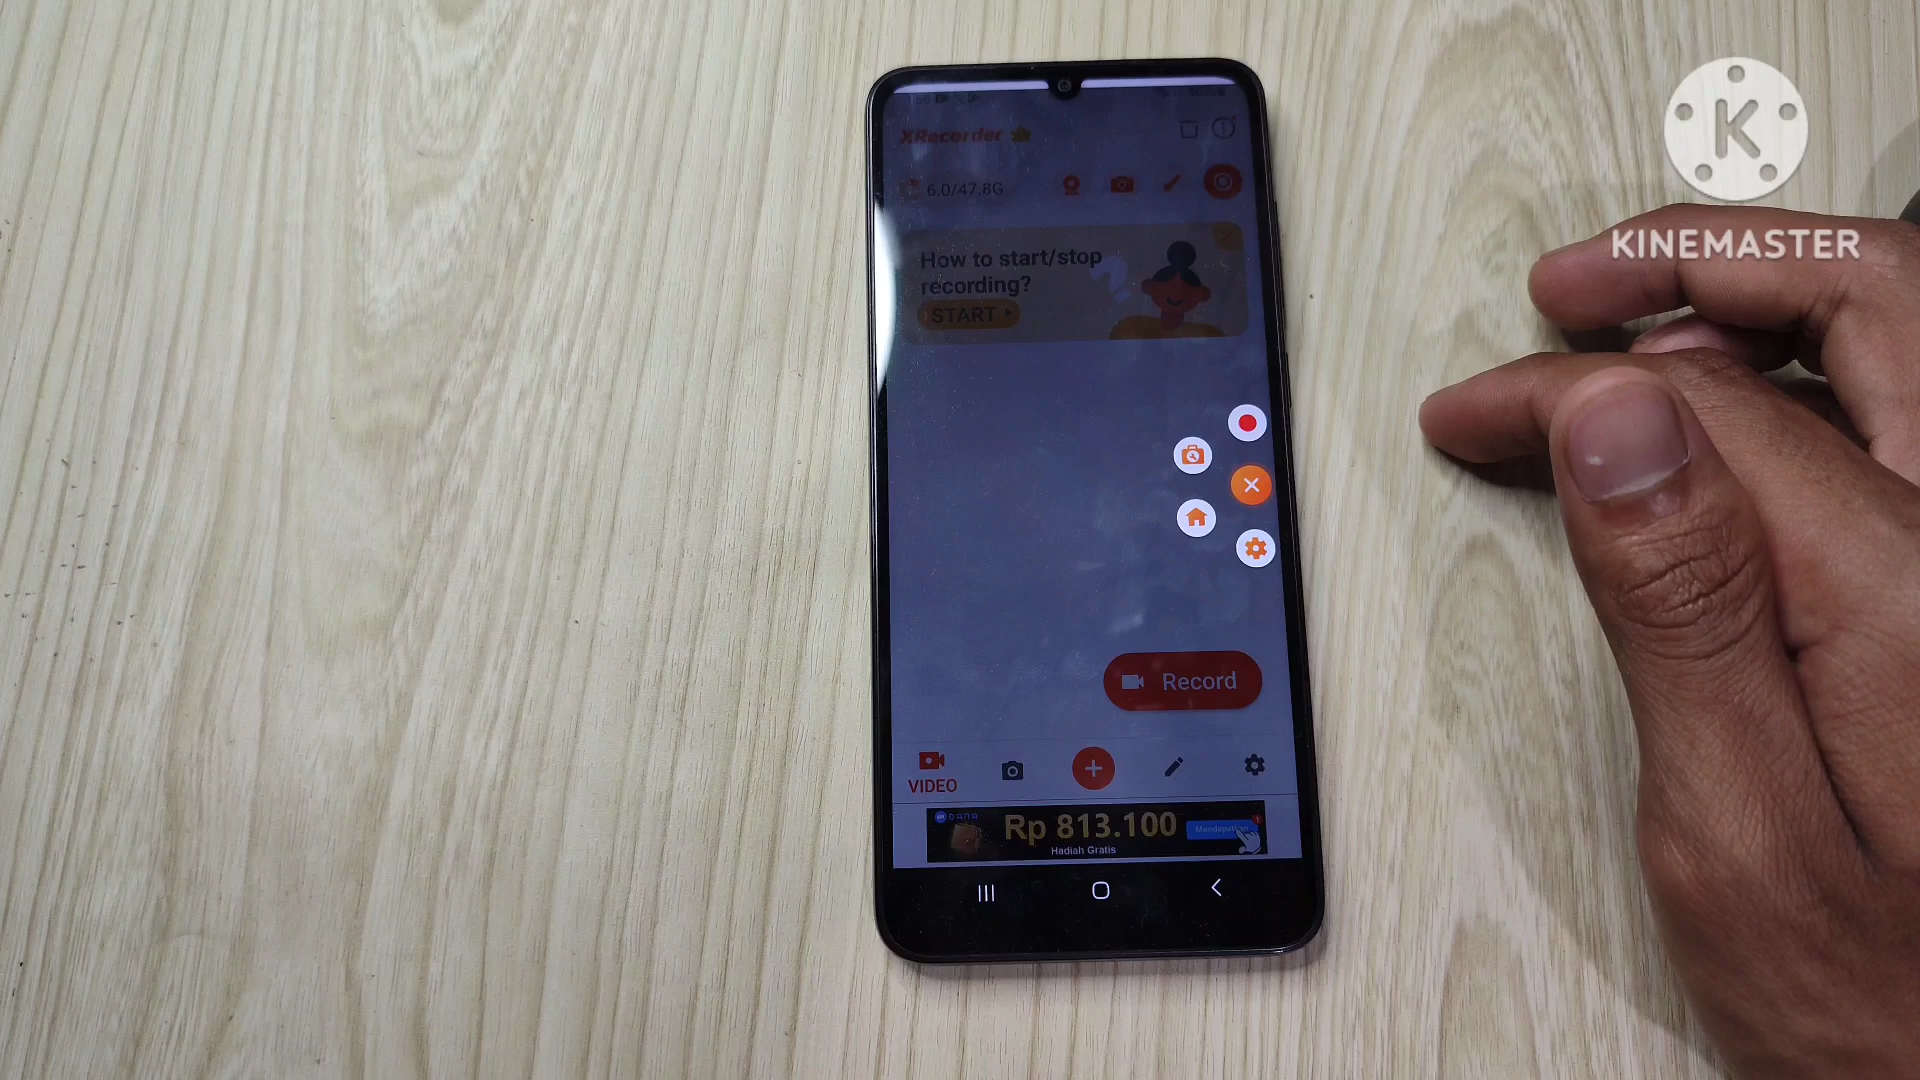 K
KINEMASTER
XRecorder
6.0/47.8G
How to start/stop
recording?
START
Record
VIDEO
DANA
Rp 813.100
Hadiah Gratis